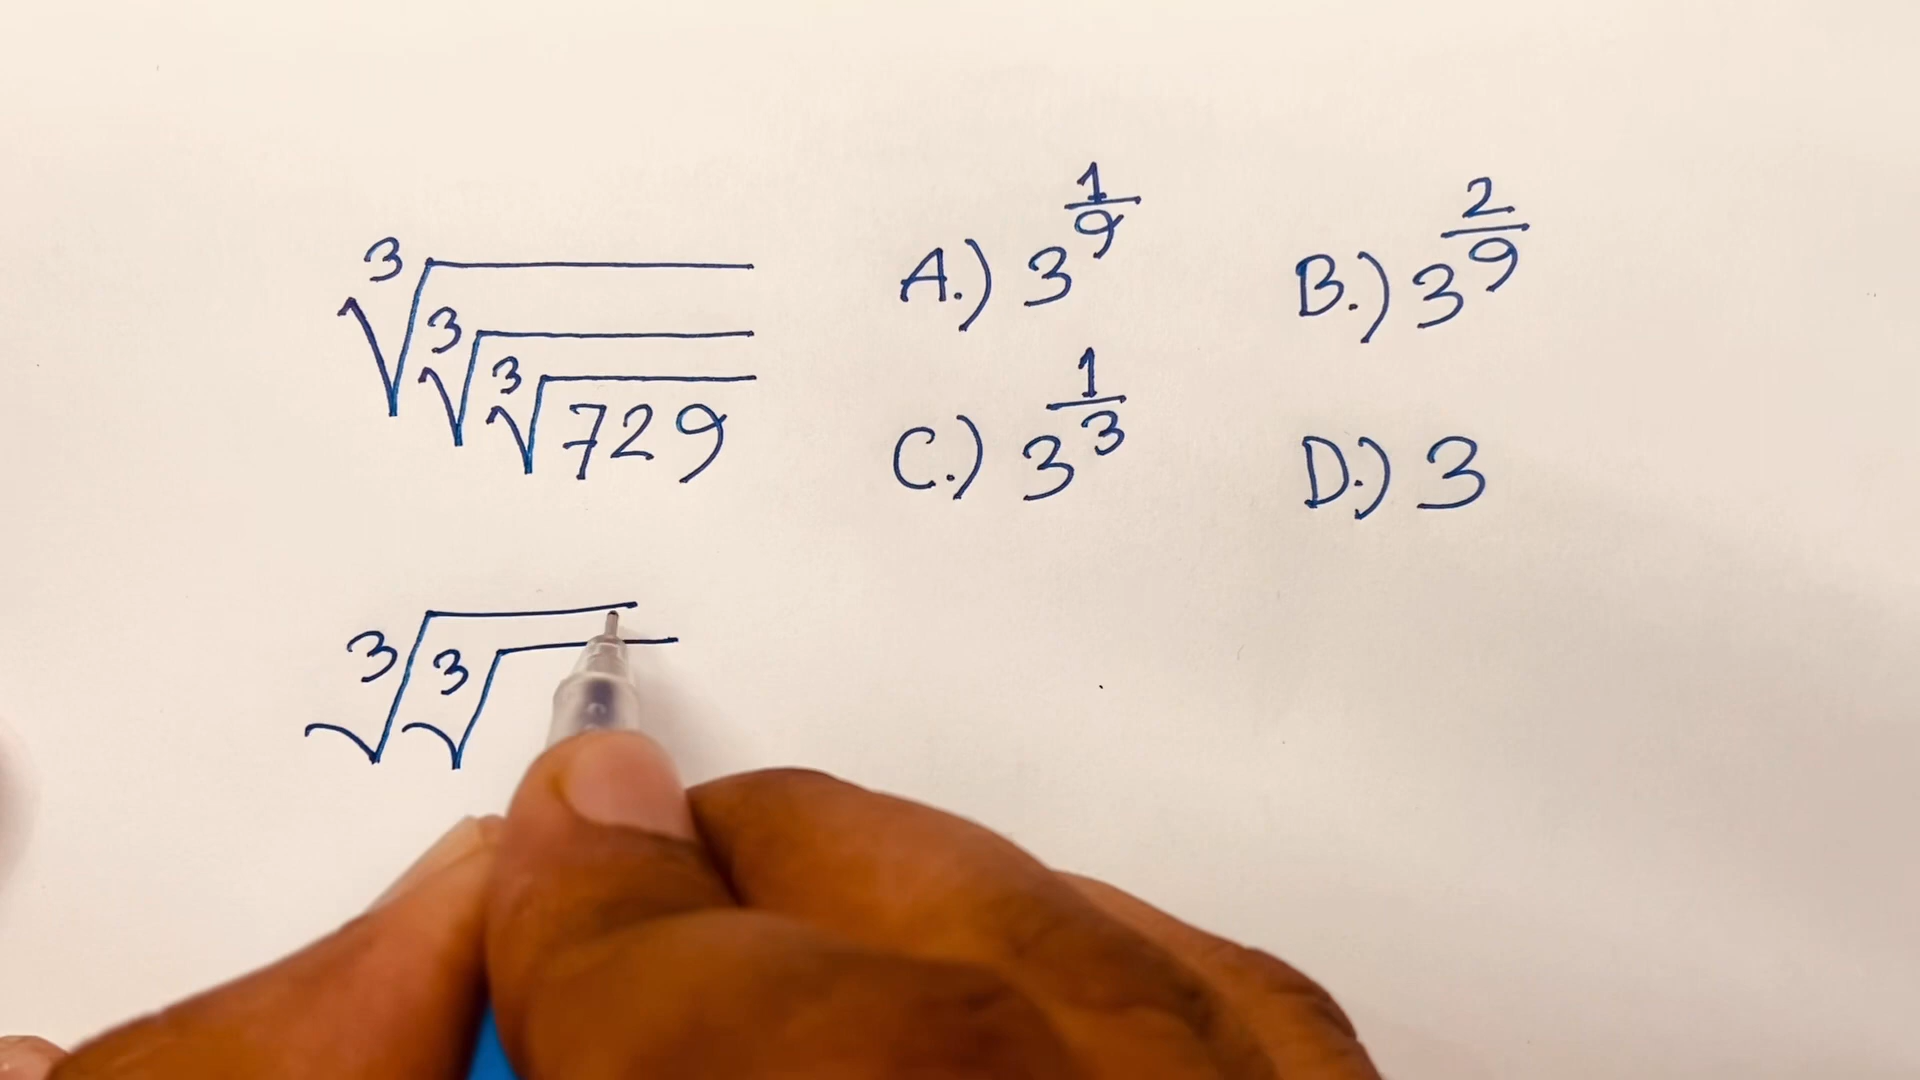 ∛(∛(∛729))
A.) 3^(1/9) B.) 3^(2/9)
C.) 3^(1/3) D.) 3
∛(∛